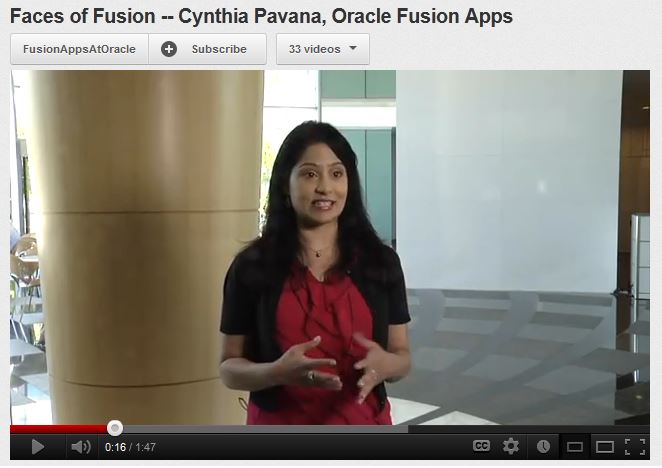 Faces of Fusion -- Cynthia Pavana, Oracle Fusion Apps
FusionAppsAtOracle Subscribe 33 videos
0:16 / 1:47 CC